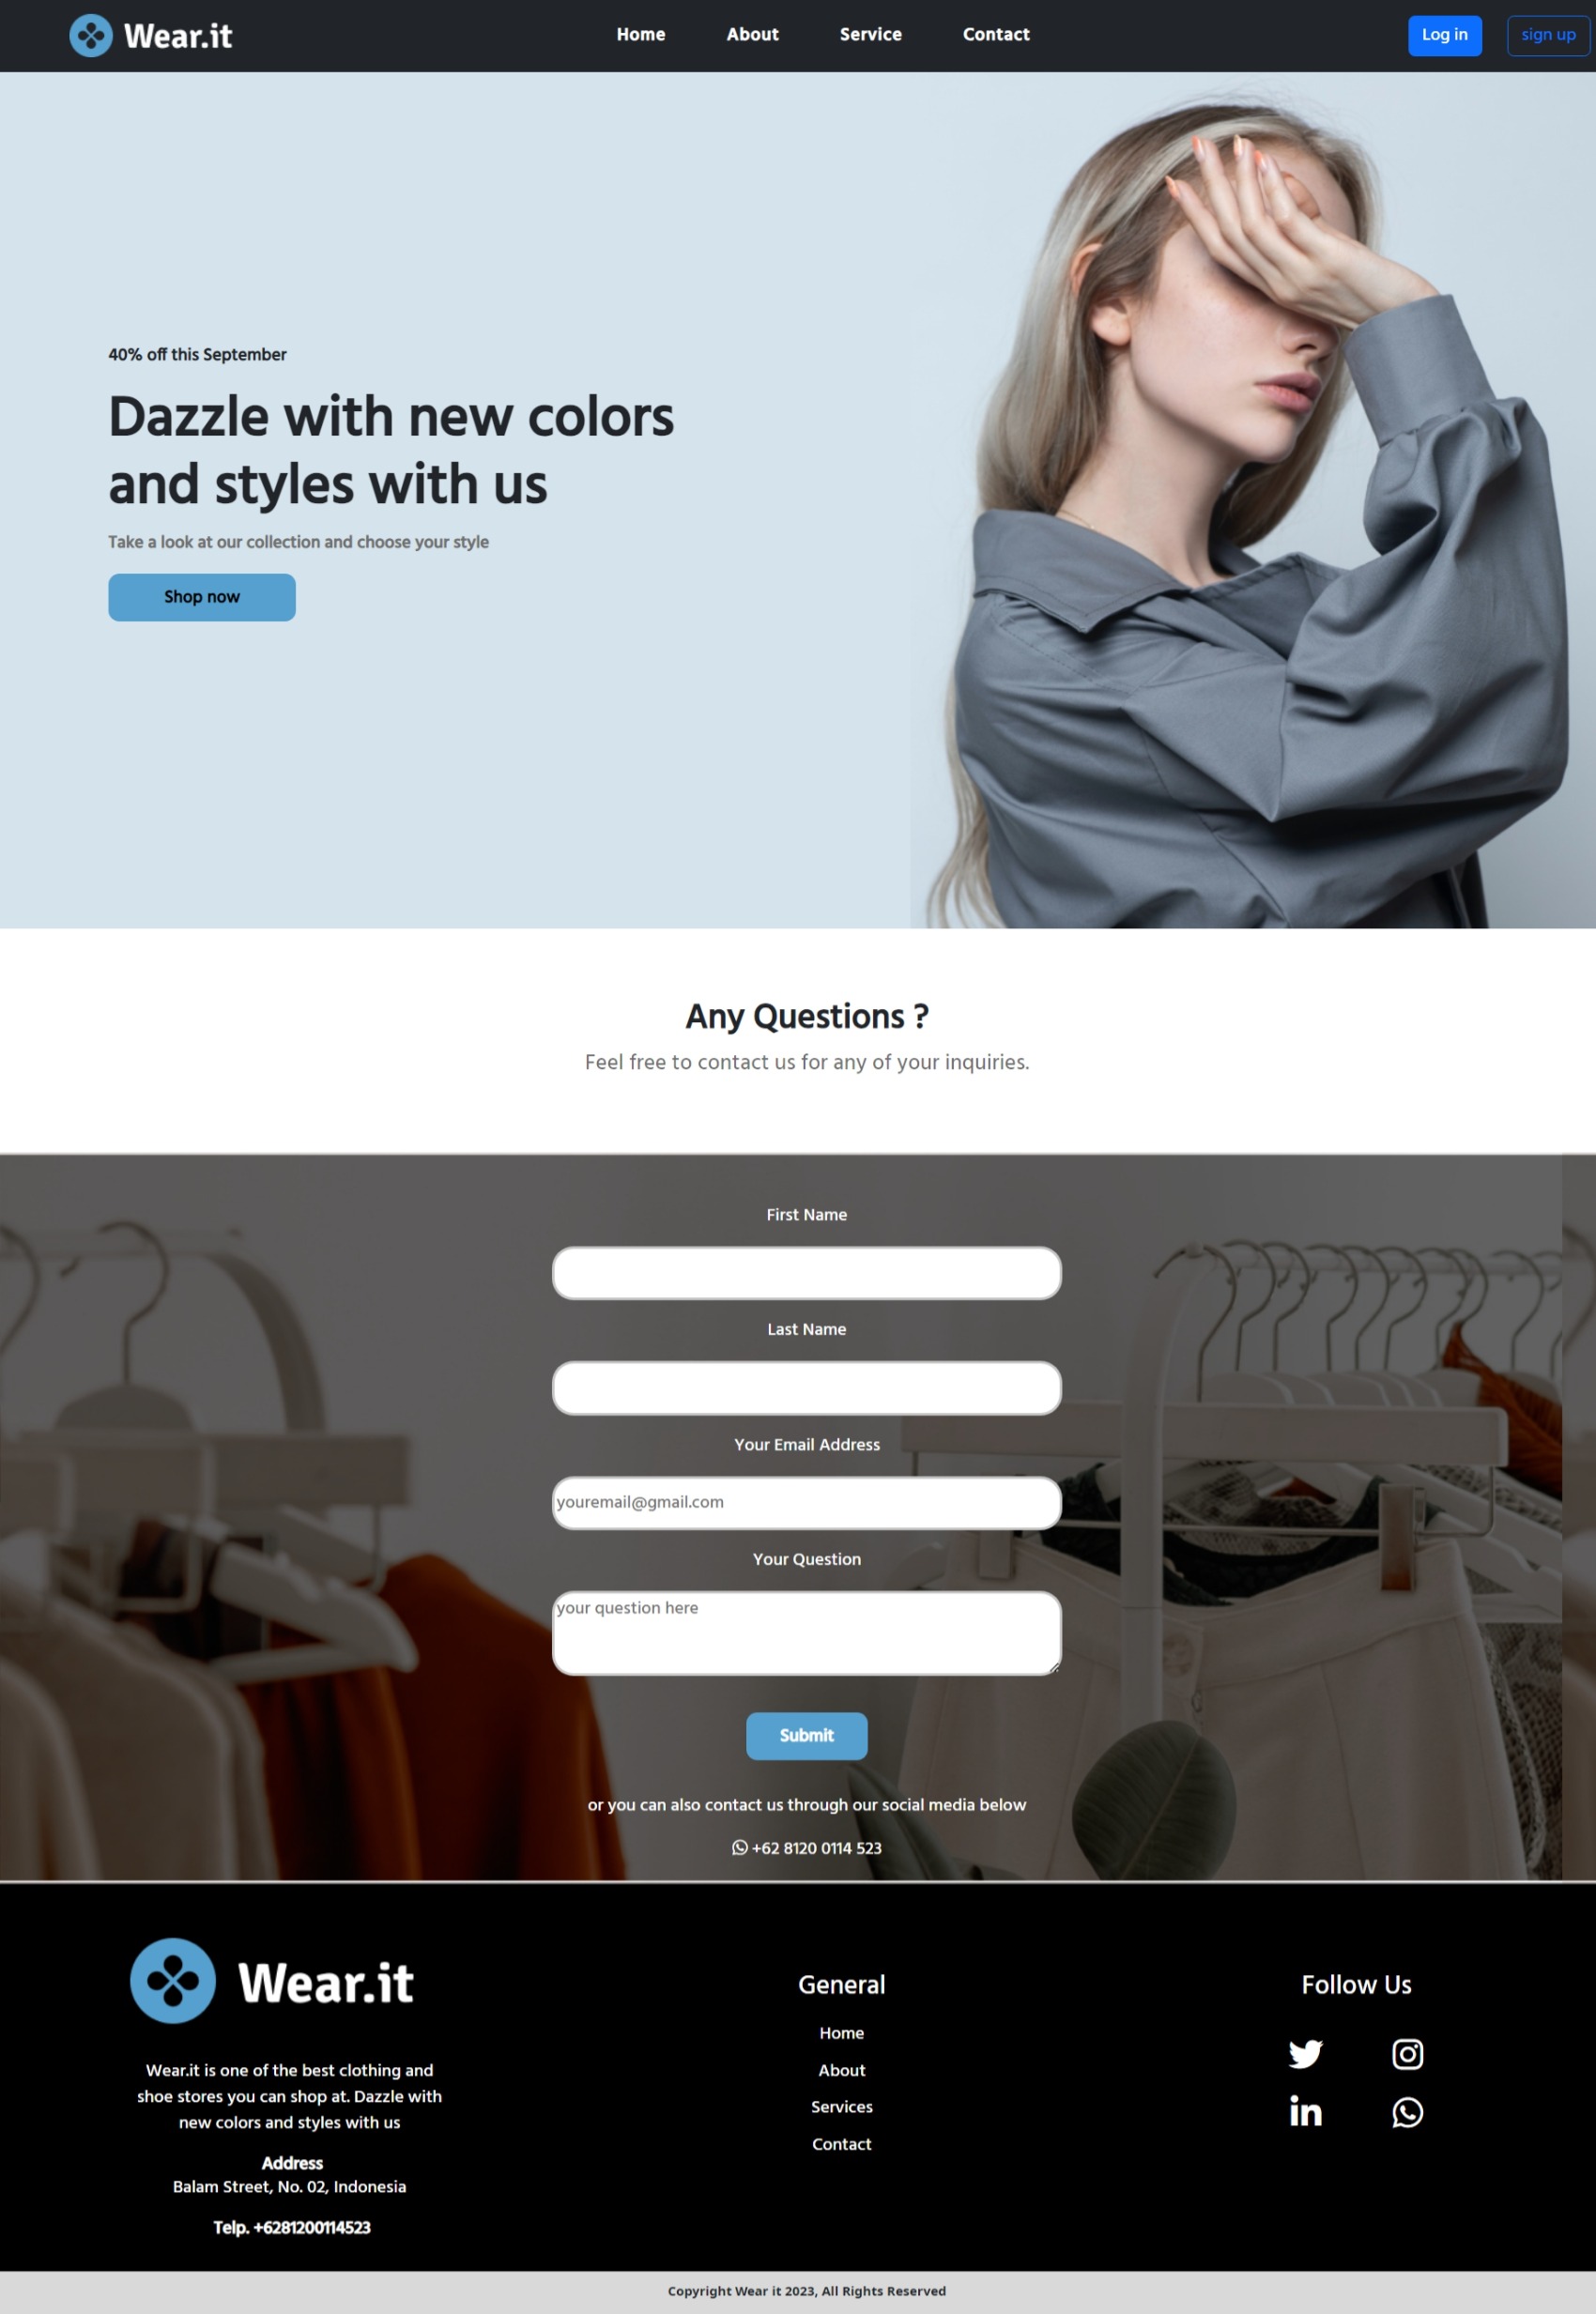 Wear.it
Home About Service Contact
Log in sign up
40% off this September
Dazzle with new colors
and styles with us
Take a look at our collection and choose your style
Shop now
Any Questions ?
Feel free to contact us for any of your inquiries.
First Name
Last Name
Your Email Address
youremail@gmail.com
Your Question
your question here
Submit
or you can also contact us through our social media below
+62 8120 0114 523
Wear.it
Wear.it is one of the best clothing and
shoe stores you can shop at. Dazzle with
new colors and styles with us
Address
Balam Street, No. 02, Indonesia
Telp. +6281200114523
General
Home
About
Services
Contact
Follow Us
Copyright Wear it 2023, All Rights Reserved